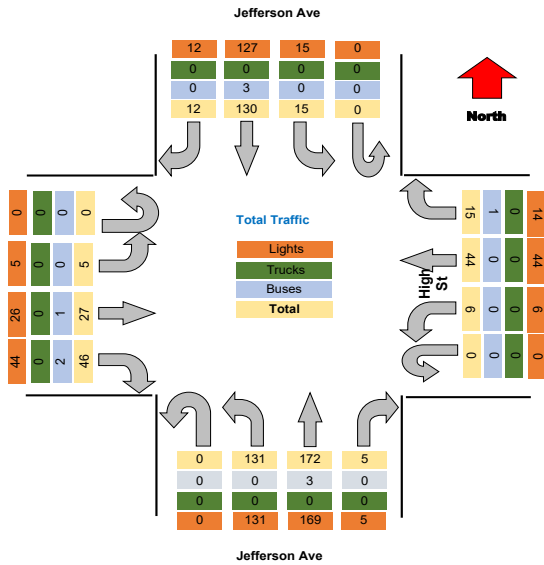 Jefferson Ave
12 127 15 0
0 0 0 0
0 3 0 0
12 130 15 0
North
0 0 0 0
5 0 0 5
26 0 1 27
44 0 2 46
Total Traffic
Lights
Trucks
Buses
Total
High St
15 1 0 14
44 0 0 44
6 0 0 6
0 0 0 0
0 131 172 5
0 0 3 0
0 0 0 0
0 131 169 5
Jefferson Ave